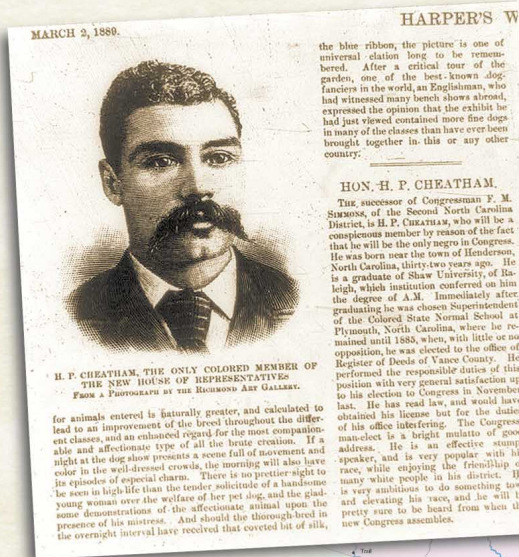 MARCH 2, 1889.
HARPER'S W
H. P. CHEATHAM, THE ONLY COLORED MEMBER OF
THE NEW HOUSE OF REPRESENTATIVES
FROM A PHOTOGRAPH BY THE RICHMOND ART GALLERY.
for animals entered is naturally greater, and calculated to
lead to an improvement of the breed throughout the differ-
ent classes, and an enhanced regard for the most companion-
able and affectionate type of all the brute creation. If a
night at the dog show presents a scene full of movement and
color in the well-dressed crowds, the morning will also have
its episodes of especial charm. There is no prettier sight to
be seen in high life than the tender solicitude of a handsome
young woman over the welfare of her pet dog, and the glad-
some demonstrations of the affectionate animal upon the
presence of his mistress. And should the thorough-bred in
the overnight interval have received that coveted bit of silk,
the blue ribbon, the picture is one of
universal elation long to be remem-
bered. After a critical tour of the
garden, one of the best-known dog-
fanciers in the world, an Englishman, who
had witnessed many bench shows abroad,
expressed the opinion that the exhibit he
had just viewed contained more fine dogs
in many of the classes than have ever been
brought together in this or any other
country.
HON. H. P. CHEATHAM.
THE successor of Congressman F. M.
SIMMONS, of the Second North Carolina
District, is H. P. CHEATHAM, who will be a
conspicuous member by reason of the fact
that he will be the only negro in Congress.
He was born near the town of Henderson,
North Carolina, thirty-two years ago. He
is a graduate of Shaw University, of Ra-
leigh, which institution conferred on him
the degree of A.M. Immediately after
graduating he was chosen Superintendent
of the Colored State Normal School at
Plymouth, North Carolina, where he re-
mained until 1885, when, with little or no
opposition, he was elected to the office of
Register of Deeds of Vance County. He
performed the responsible duties of this
position with very general satisfaction up
to his election to Congress in November
last. He has read law, and would have
obtained his license but for the duties
of his office interfering. The Congress
man-elect is a bright mulatto of good
address. He is an effective stump
speaker, and is very popular with hi
race, while enjoying the friendship o
many white people in his district. H
is very ambitious to do something tow
ard elevating his race, and he will b
pretty sure to be heard from when th
new Congress assembles.
Trail